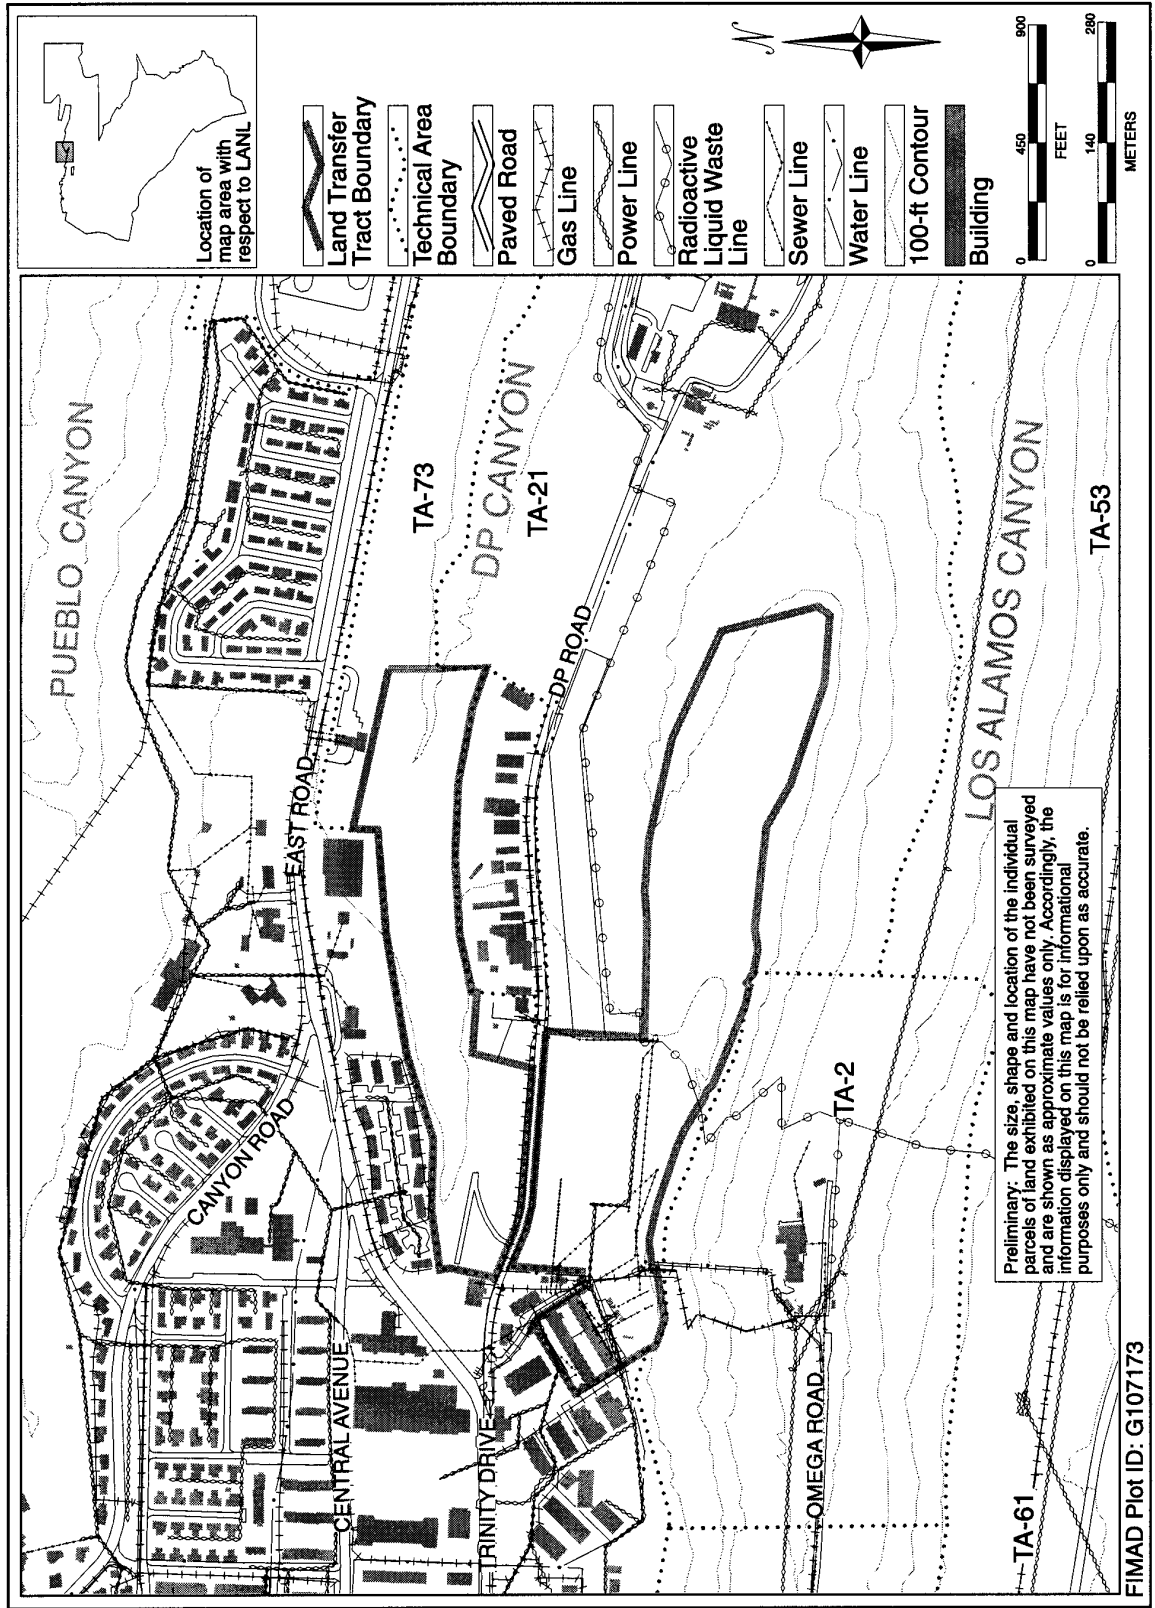 PUEBLO CANYON
CANYON ROAD
EAST ROAD
CENTRAL AVENUE
TRINITY DRIVE
TA-73
DP CANYON
TA-21
DP ROAD
TA-2
OMEGA ROAD
LOS ALAMOS CANYON
TA-53
TA-61
Preliminary: The size, shape and location of the individual
parcels of land exhibited on this map have not been surveyed
and are shown as approximate values only. Accordingly, the
information displayed on this map is for informational
purposes only and should not be relied upon as accurate.
FIMAD Plot ID: G107173
Location of
map area with
respect to LANL
Land Transfer
Tract Boundary
Technical Area
Boundary
Paved Road
Gas Line
Power Line
Radioactive
Liquid Waste
Line
Sewer Line
Water Line
100-ft Contour
Building
N
0 450 900
FEET
0 140 280
METERS